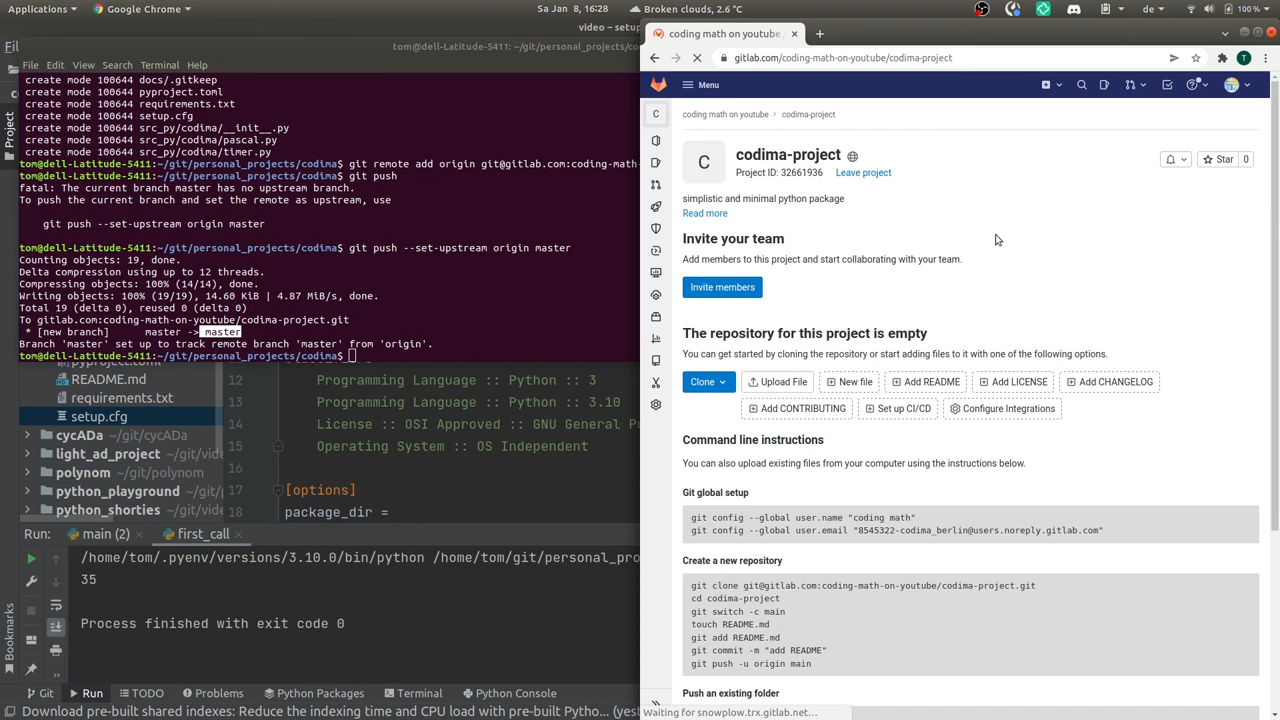 Applications
Google Chrome
Sa Jan 8, 16:28
Broken clouds, 2.6 °C
de
100 %
video – setup
Fil
tom@dell-Latitude-5411: ~/git/personal_projects/co
File Edit View Search Terminal Help
create mode 100644 docs/.gitkeep
create mode 100644 pyproject.toml
create mode 100644 requirements.txt
create mode 100644 setup.cfg
create mode 100644 src_py/codima/__init__.py
create mode 100644 src_py/codima/pascal.py
create mode 100644 src_py/codima/timer.py
tom@dell-Latitude-5411:~/git/personal_projects/codima$ git remote add origin git@gitlab.com:coding-math-
tom@dell-Latitude-5411:~/git/personal_projects/codima$ git push
fatal: The current branch master has no upstream branch.
To push the current branch and set the remote as upstream, use
git push --set-upstream origin master
tom@dell-Latitude-5411:~/git/personal_projects/codima$ git push --set-upstream origin master
Counting objects: 19, done.
Delta compression using up to 12 threads.
Compressing objects: 100% (14/14), done.
Writing objects: 100% (19/19), 14.60 KiB | 4.87 MiB/s, done.
Total 19 (delta 0), reused 0 (delta 0)
To gitlab.com:coding-math-on-youtube/codima-project.git
* [new branch] master -> master
Branch 'master' set up to track remote branch 'master' from 'origin'.
tom@dell-Latitude-5411:~/git/personal_projects/codima$
Project
pyproject.toml
README.md
requirements.txt
setup.cfg
cycADa ~/git/cycADa
light_ad_project ~/git/vide
polynom ~/git/polynom
python_playground ~/git/
python_shorties ~/git/vide
12 Programming Language :: Python :: 3
13 Programming Language :: Python :: 3.10
14 License :: OSI Approved :: GNU General Pu
15 Operating System :: OS Independent
16
17 [options]
18 package_dir =
Run: main (2) first_call
/home/tom/.pyenv/versions/3.10.0/bin/python /home/tom/git/personal_pro
35
Process finished with exit code 0
Bookmarks
Git Run TODO Problems Python Packages Terminal Python Console
Download pre-built shared indexes: Reduce the indexing time and CPU load with pre-built Pytho... (yes
coding math on youtube
gitlab.com/coding-math-on-youtube/codima-project
T
Menu
C
coding math on youtube > codima-project
C
codima-project
Project ID: 32661936 Leave project
Star 0
simplistic and minimal python package
Read more
Invite your team
Add members to this project and start collaborating with your team.
Invite members
The repository for this project is empty
You can get started by cloning the repository or start adding files to it with one of the following options.
Clone Upload File New file Add README Add LICENSE Add CHANGELOG
Add CONTRIBUTING Set up CI/CD Configure Integrations
Command line instructions
You can also upload existing files from your computer using the instructions below.
Git global setup
git config --global user.name "coding math"
git config --global user.email "8545322-codima_berlin@users.noreply.gitlab.com"
Create a new repository
git clone git@gitlab.com:coding-math-on-youtube/codima-project.git
cd codima-project
git switch -c main
touch README.md
git add README.md
git commit -m "add README"
git push -u origin main
Push an existing folder
Waiting for snowplow.trx.gitlab.net...